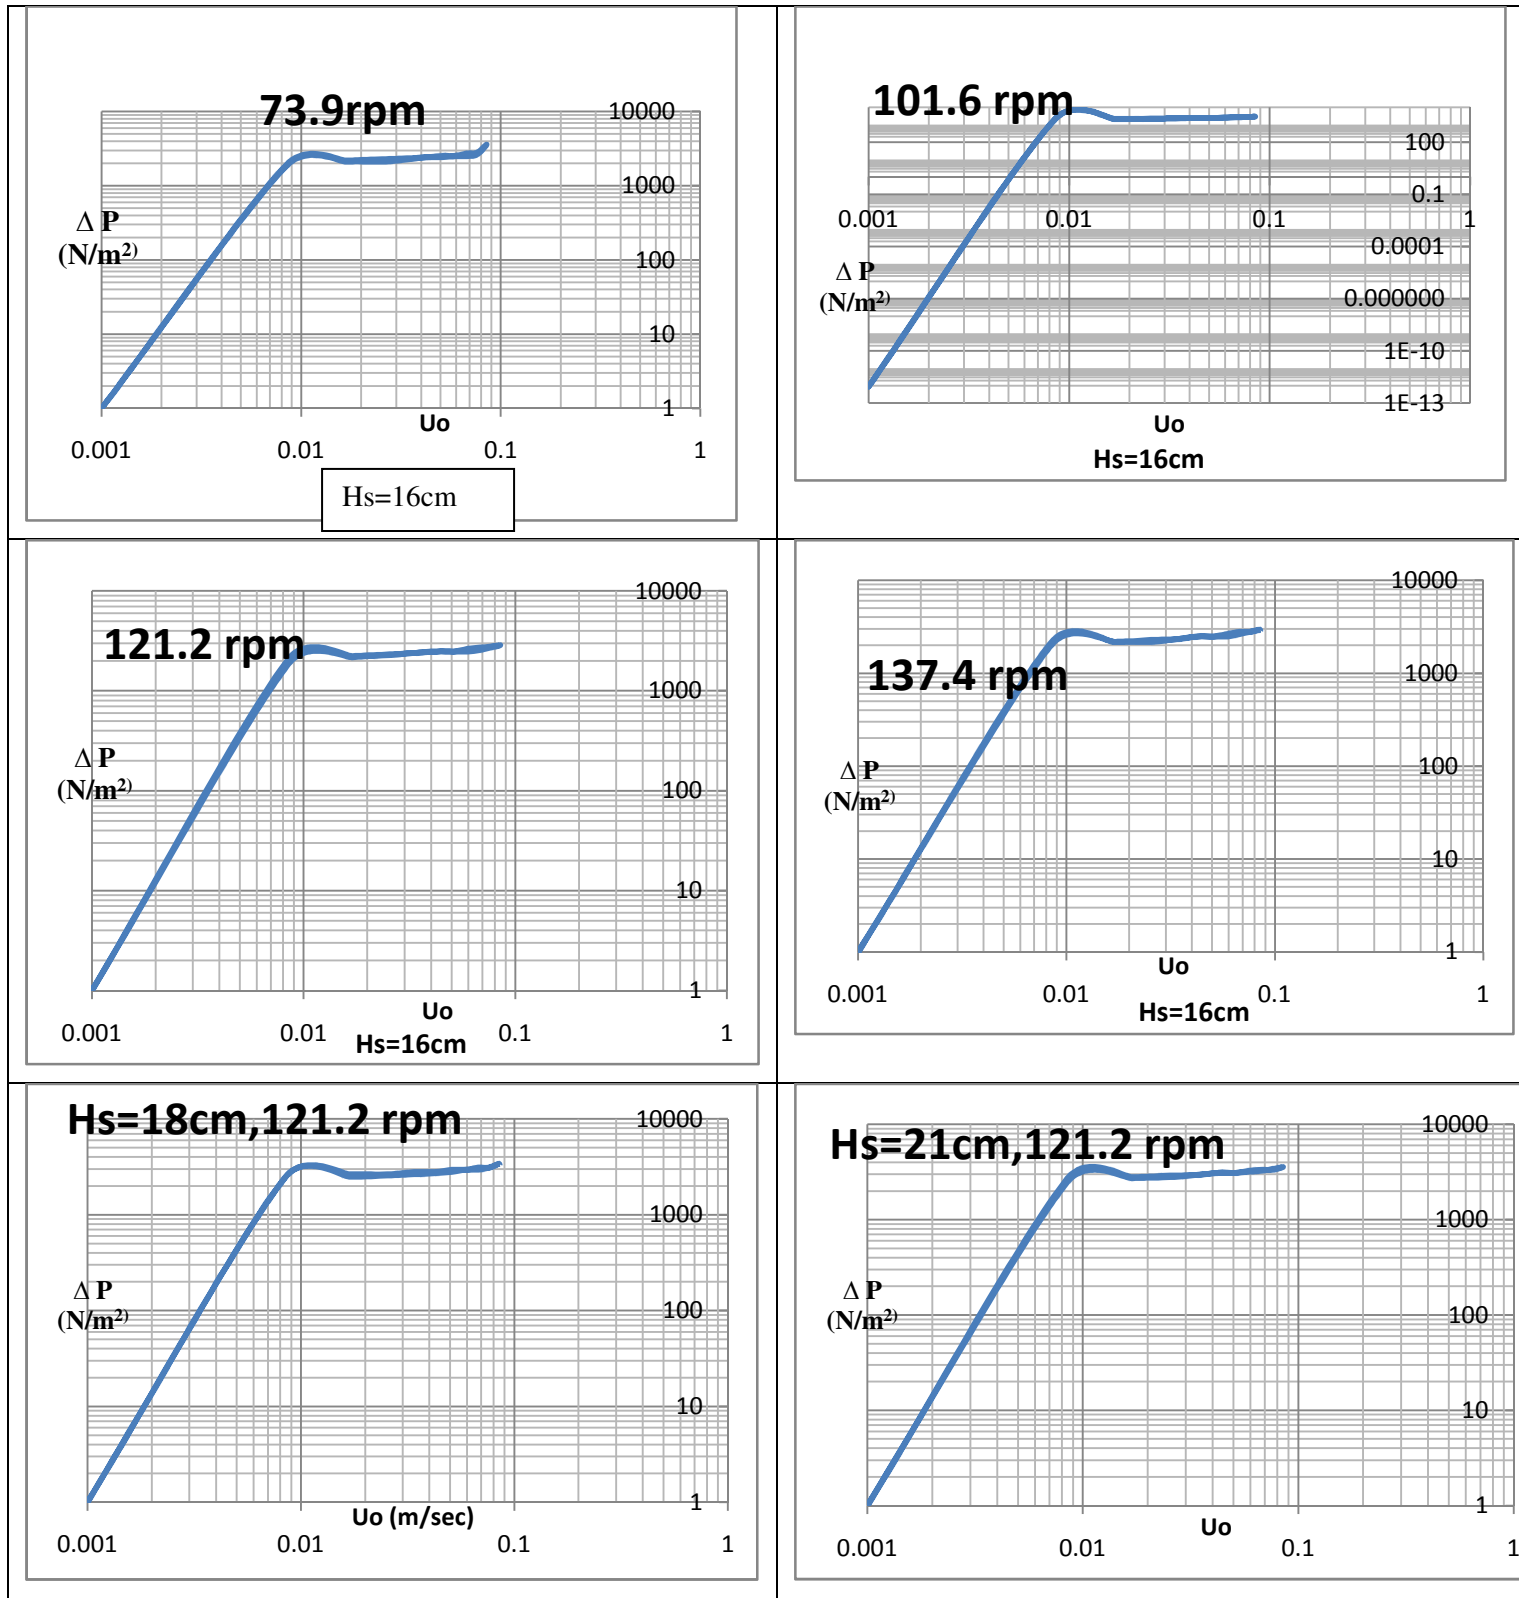 73.9rpm
10000
1000
Δ P
(N/m²)
100
10
1
Uo
0.001 0.01 0.1 1
Hs=16cm
101.6 rpm
100
0.1
0.001 0.01 0.1 1
0.0001
Δ P
(N/m²)
0.000000
1E-10
1E-13
Uo
Hs=16cm
10000
121.2 rpm
1000
Δ P
(N/m²)
100
10
1
Uo
0.001 0.01 0.1 1
Hs=16cm
10000
137.4 rpm
1000
Δ P
(N/m²)
100
10
1
Uo
0.001 0.01 0.1 1
Hs=16cm
Hs=18cm,121.2 rpm
10000
1000
Δ P
(N/m²)
100
10
1
Uo (m/sec)
0.001 0.01 0.1 1
10000
Hs=21cm,121.2 rpm
1000
Δ P
(N/m²)
100
10
1
Uo
0.001 0.01 0.1 1